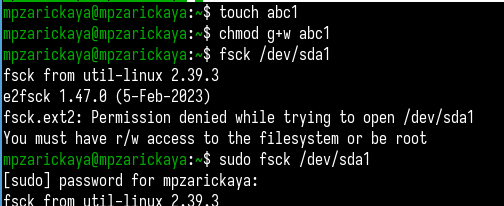 mpzarickaya@mpzarickaya:~$ touch abc1
mpzarickaya@mpzarickaya:~$ chmod g+w abc1
mpzarickaya@mpzarickaya:~$ fsck /dev/sda1
fsck from util-linux 2.39.3
e2fsck 1.47.0 (5-Feb-2023)
fsck.ext2: Permission denied while trying to open /dev/sda1
You must have r/w access to the filesystem or be root
mpzarickaya@mpzarickaya:~$ sudo fsck /dev/sda1
[sudo] password for mpzarickaya:
fsck from util-linux 2.39.3